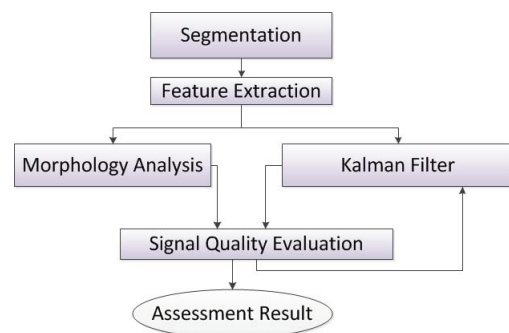 Segmentation
Feature Extraction
Morphology Analysis
Kalman Filter
Signal Quality Evaluation
Assessment Result